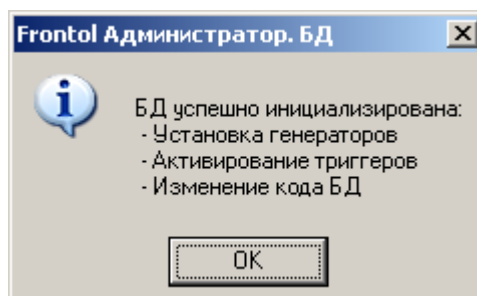 Frontol Администратор. БД
БД успешно инициализирована:
- Установка генераторов
- Активирование триггеров
- Изменение кода БД
OK